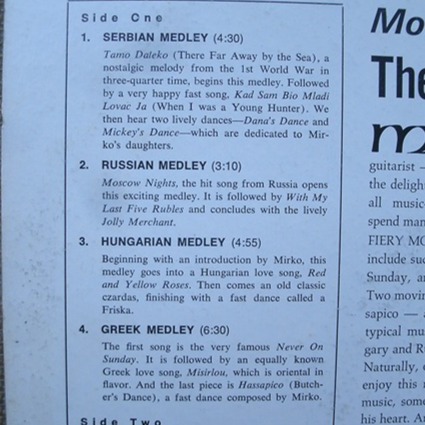 Side One
1. SERBIAN MEDLEY (4:30)
Tamo Daleko (There Far Away by the Sea), a
nostalgic melody from the 1st World War in
three-quarter time, begins this medley. Followed
by a very happy fast song, Kad Sam Bio Mladi
Lovac Ja (When I was a Young Hunter). We
then hear two lively dances—Dana's Dance and
Mickey's Dance—which are dedicated to Mir-
ko's daughters.
2. RUSSIAN MEDLEY (3:10)
Moscow Nights, the hit song from Russia opens
this exciting medley. It is followed by With My
Last Five Rubles and concludes with the lively
Jolly Merchant.
3. HUNGARIAN MEDLEY (4:55)
Beginning with an introduction by Mirko, this
medley goes into a Hungarian love song, Red
and Yellow Roses. Then comes an old classic
czardas, finishing with a fast dance called a
Friska.
4. GREEK MEDLEY (6:30)
The first song is the very famous Never On
Sunday. It is followed by an equally known
Greek love song, Misirlou, which is oriental in
flavor. And the last piece is Hassapico (Butch-
er's Dance), a fast dance composed by Mirko.
Side Two
Mo
The
guitarist —
the deligh
all music
spend man
FIERY MO
include suc
Sunday, a
Two movin
sapico — a
typical mu
gary and R
Naturally,
enjoy this
music, som
his heart. A